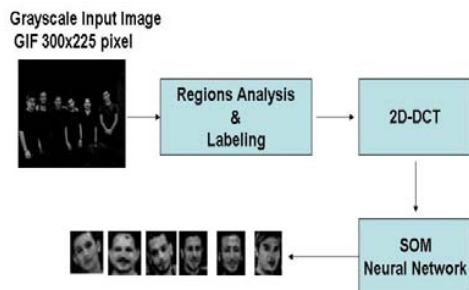 Grayscale Input Image
GIF 300x225 pixel
Regions Analysis
&
Labeling
2D-DCT
SOM
Neural Network